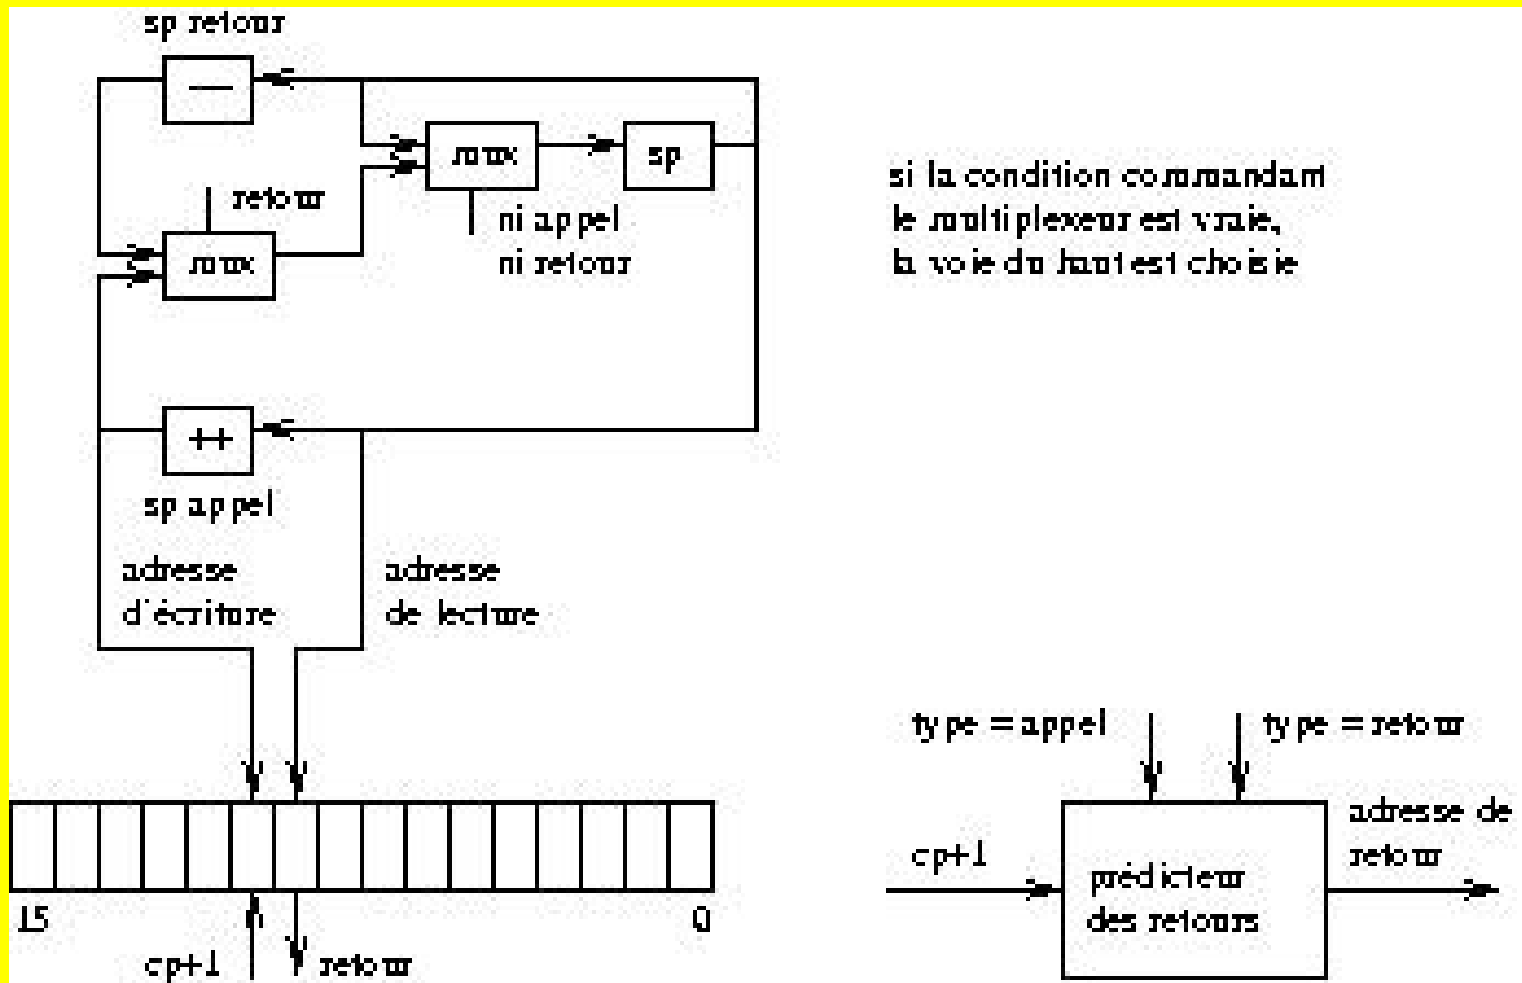 sp retour
—
mux
sp
retour
ni appel
ni retour
mux
si la condition commandant
le multiplexeur est vraie,
la voie du haut est choisie
++
sp appel
adresse
d'écriture
adresse
de lecture
type = appel
type = retour
adresse de
retour
cp+1
prédicteur
des retours
15
0
cp+1
retour